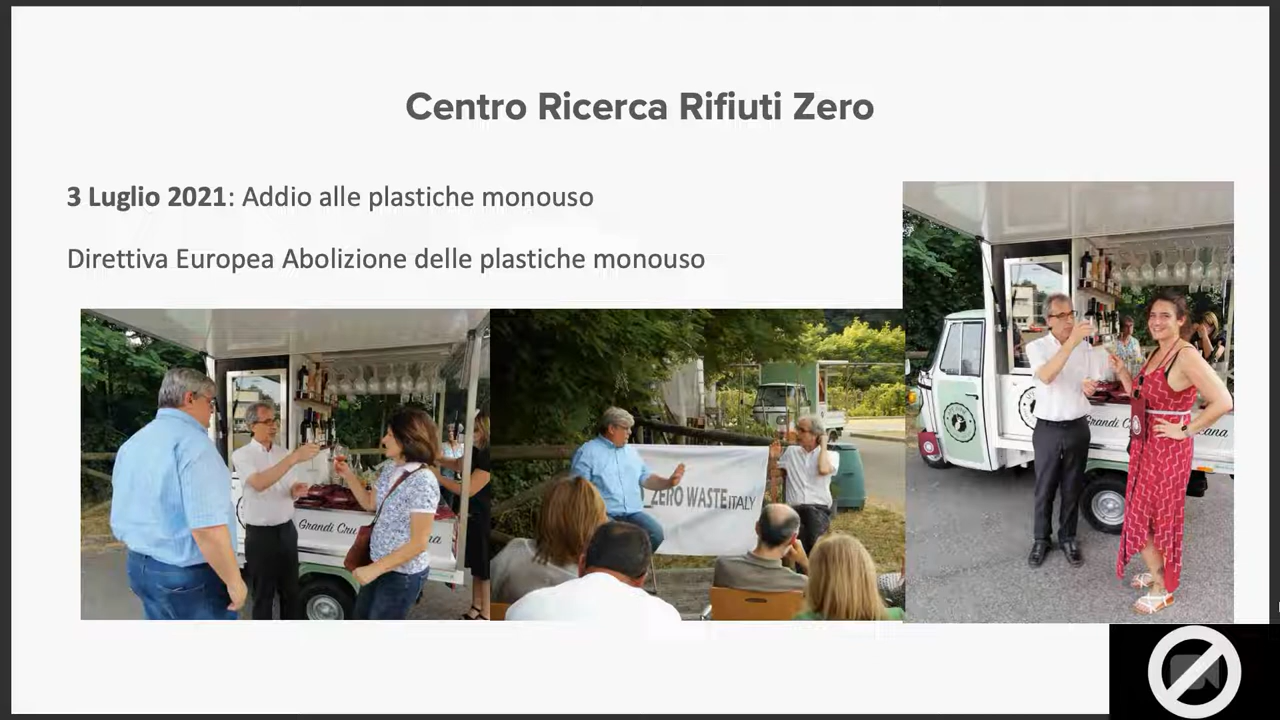 Centro Ricerca Rifiuti Zero
3 Luglio 2021: Addio alle plastiche monouso
Direttiva Europea Abolizione delle plastiche monouso
Grandi Cru
ZERO WASTE ITALY
Grandi C